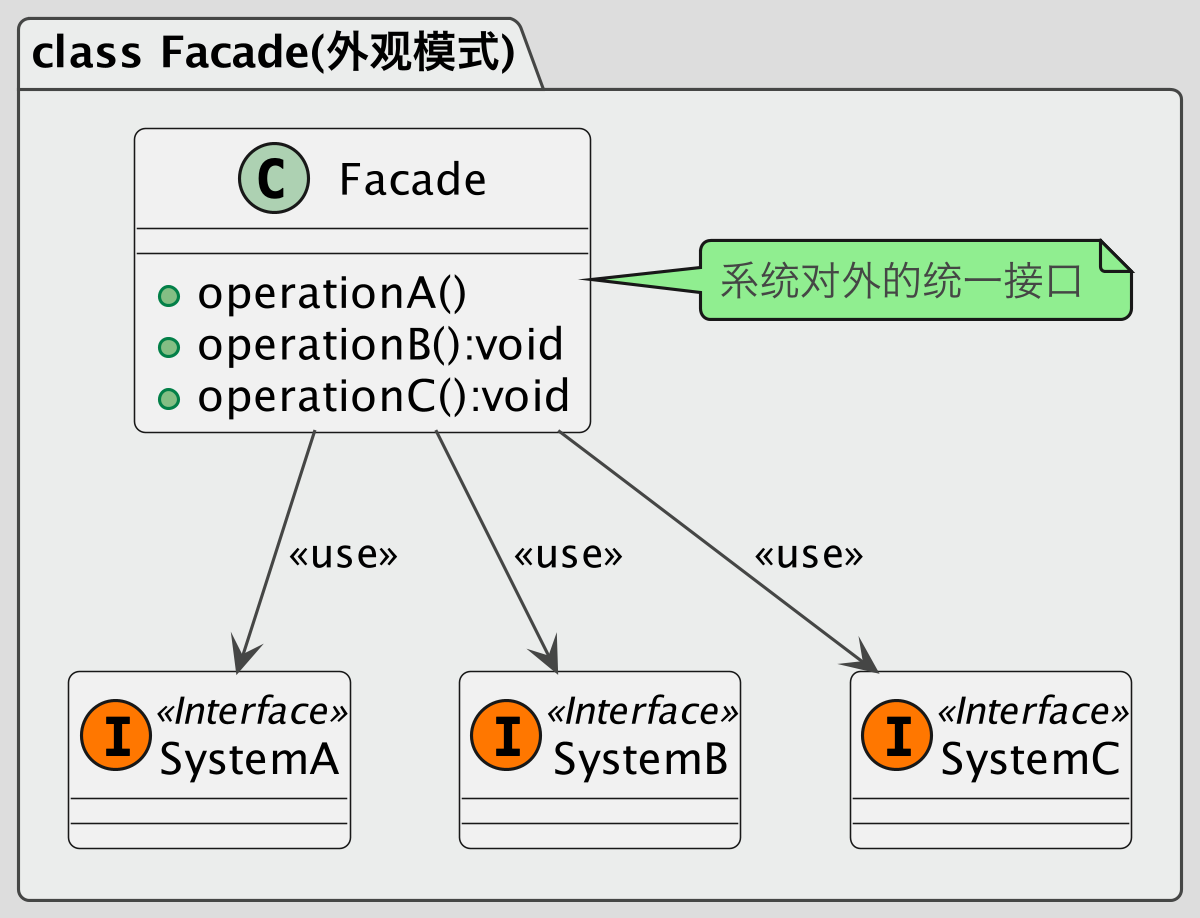 class Facade(外观模式)
C Facade
operationA()
operationB():void
operationC():void
系统对外的统一接口
«use» «use» «use»
I «Interface» SystemA
I «Interface» SystemB
I «Interface» SystemC